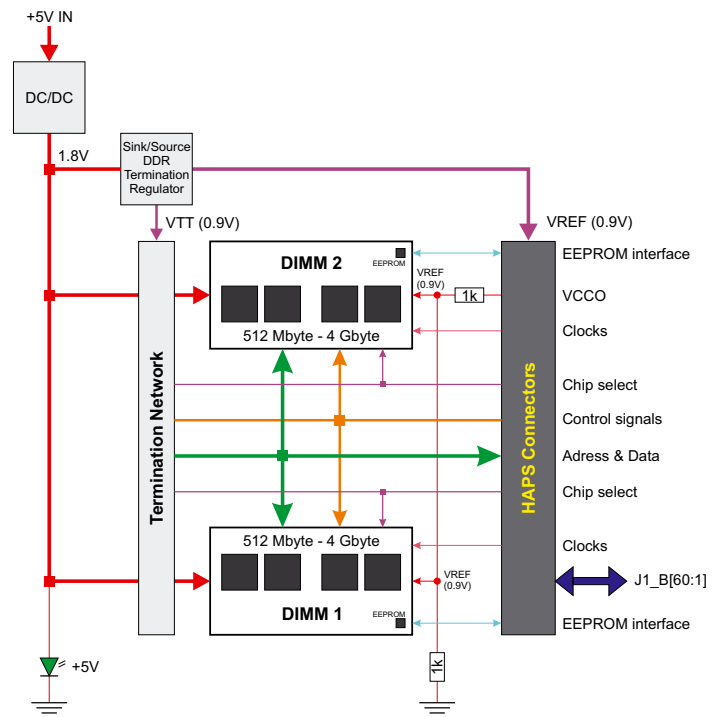 +5V IN
DC/DC
1.8V
Sink/Source
DDR
Termination
Regulator
VTT (0.9V)
VREF (0.9V)
Termination Network
DIMM 2
EEPROM
512 Mbyte - 4 Gbyte
VREF
(0.9V)
1k
HAPS Connectors
EEPROM interface
VCCO
Clocks
Chip select
Control signals
Adress & Data
Chip select
Clocks
J1_B[60:1]
EEPROM interface
512 Mbyte - 4 Gbyte
DIMM 1
EEPROM
VREF
(0.9V)
1k
+5V